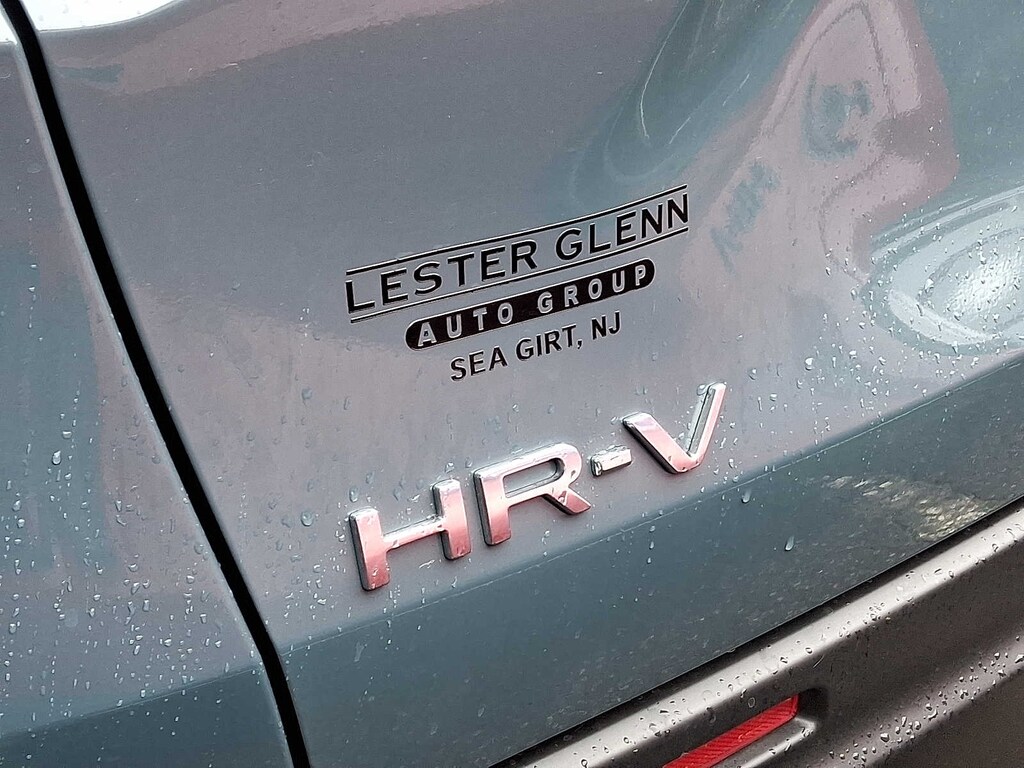 LESTER GLENN
AUTO GROUP
SEA GIRT, NJ
HR-V